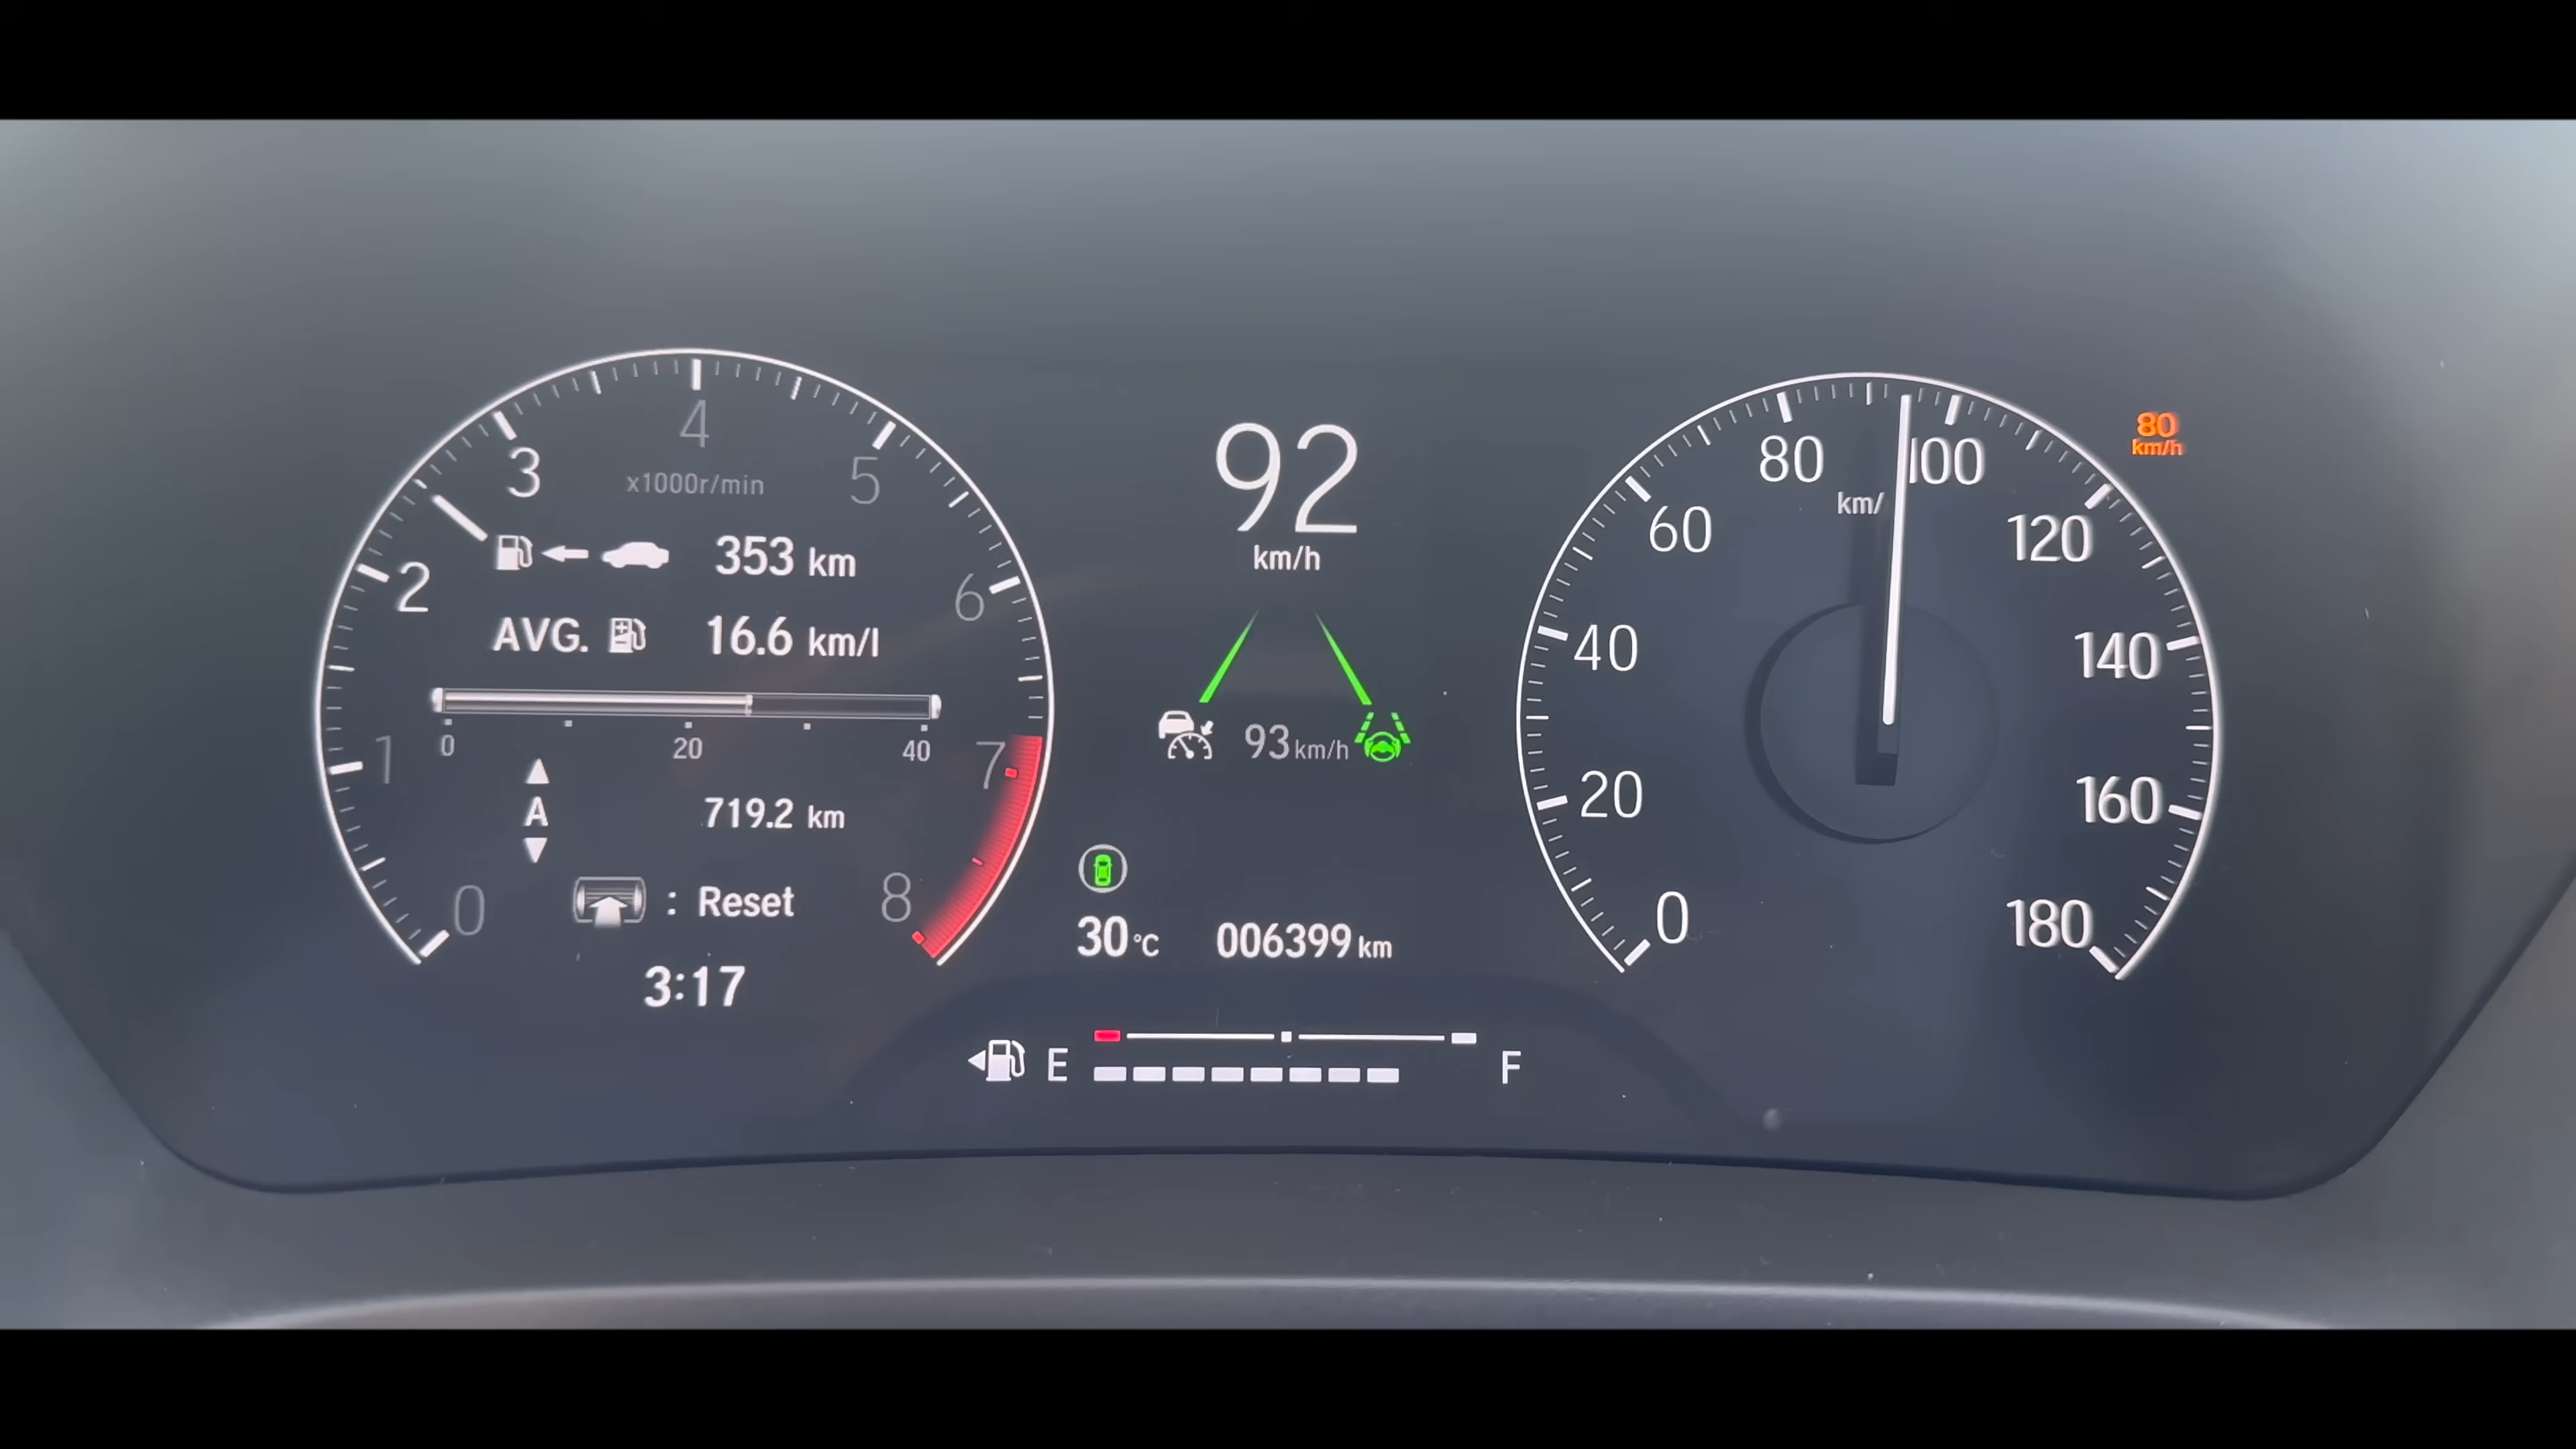 4
3
5
x1000r/min
353 km
2
6
AVG. 16.6 km/l
0 20 40
1
7
A 719.2 km
: Reset
0
8
3:17
92
km/h
93 km/h
30 °C 006399 km
E F
80
100
km/
60
120
40
140
20
160
0
180
80
km/h